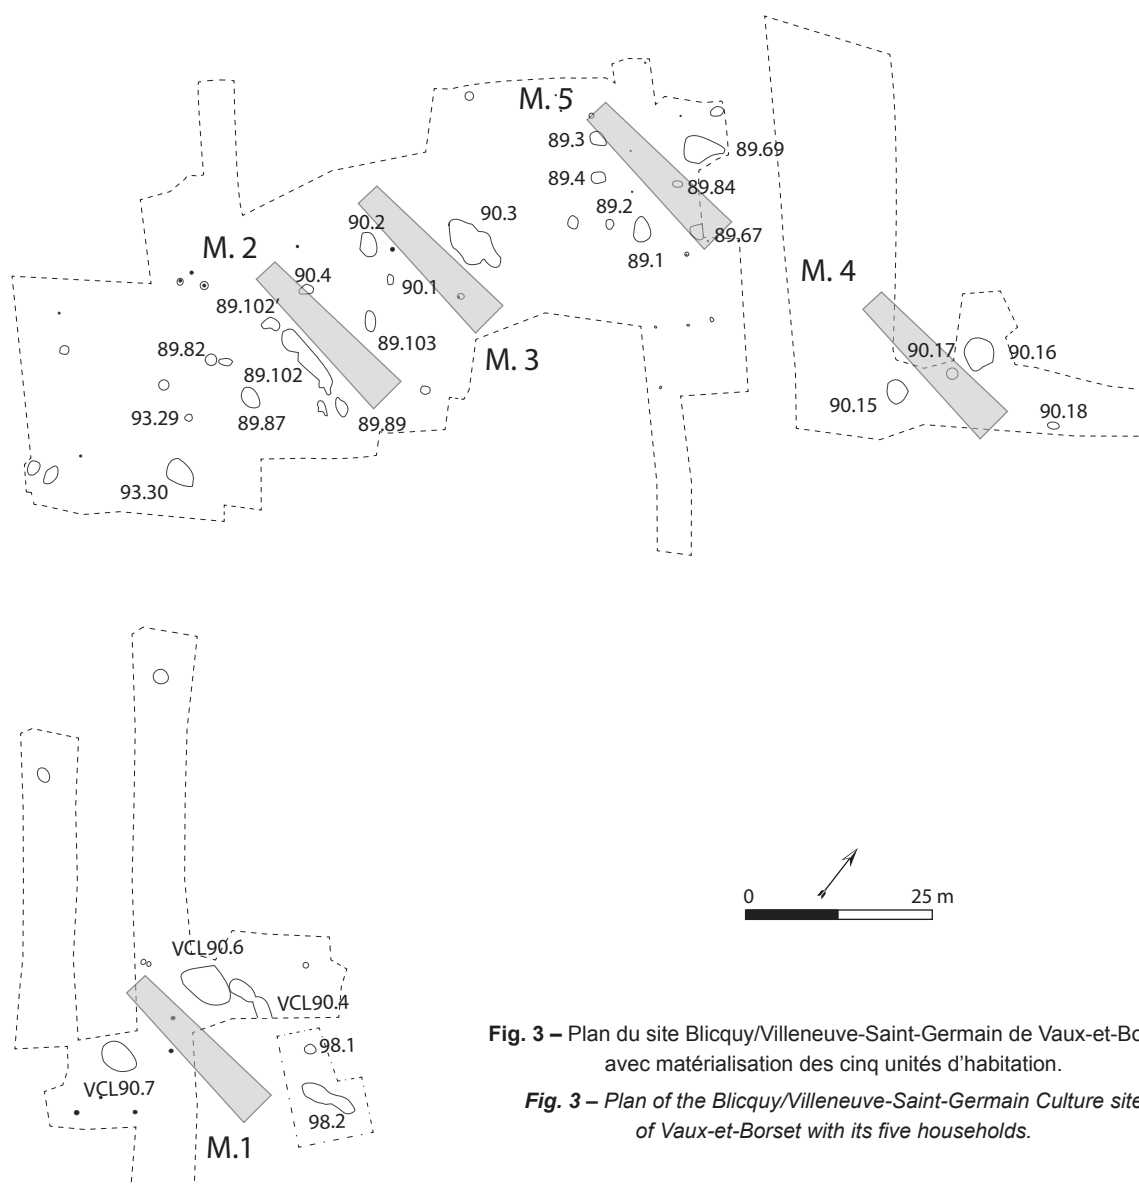 M. 5
89.3
89.69
89.4
89.84
89.2
90.3
90.2
89.67
M. 2
89.1
M. 4
90.4
90.1
89.102'
89.103
89.82
M. 3
90.17
90.16
89.102
90.15
90.18
93.29
89.87
89.89
93.30
0 25 m
VCL90.6
VCL90.4
98.1
VCL90.7
98.2
M.1
Fig. 3 – Plan du site Blicquy/Villeneuve-Saint-Germain de Vaux-et-Bo
avec matérialisation des cinq unités d'habitation.
Fig. 3 – Plan of the Blicquy/Villeneuve-Saint-Germain Culture site
of Vaux-et-Borset with its five households.